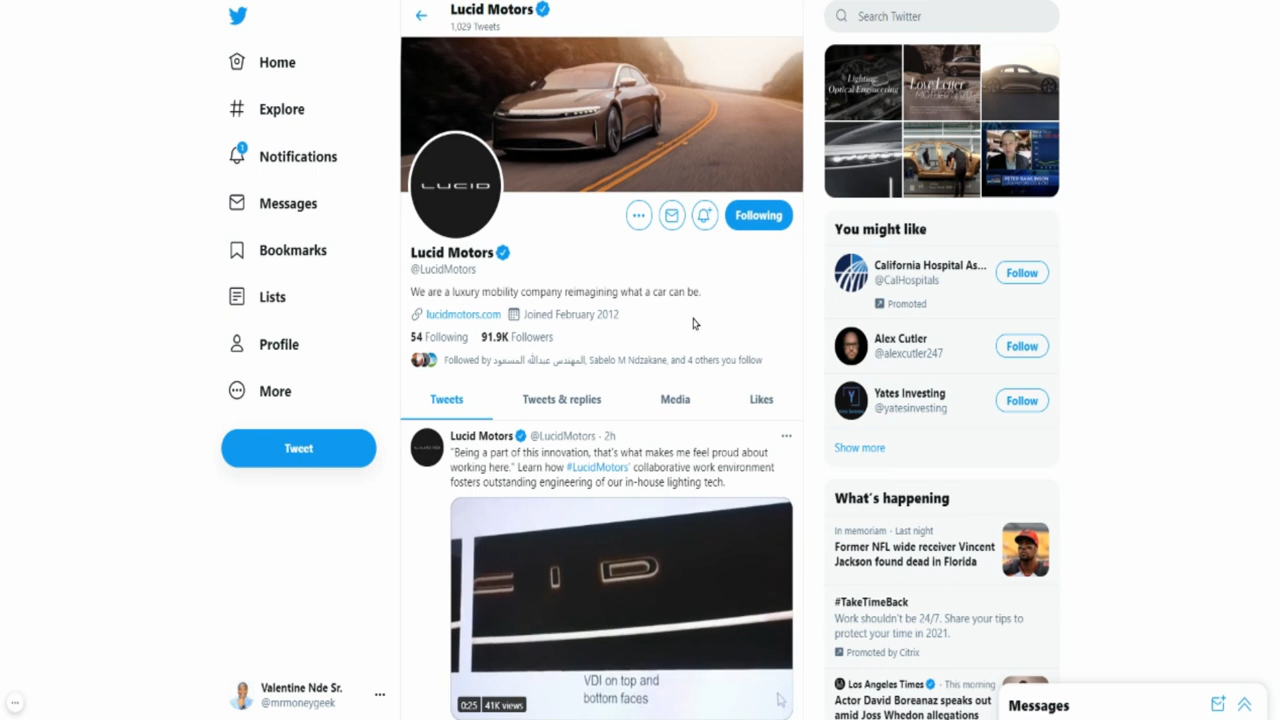 Home
Explore
1
Notifications
Messages
Bookmarks
Lists
Profile
More
Tweet
Valentine Nde Sr.
@mrmoneygeek
Lucid Motors
1,029 Tweets
LUCID
Following
Lucid Motors
@LucidMotors
We are a luxury mobility company reimagining what a car can be.
lucidmotors.com Joined February 2012
54 Following 91.9K Followers
Followed by المهندس عبدالله المسعود, Sabelo M Ndzakane, and 4 others you follow
Tweets Tweets & replies Media Likes
Lucid Motors @LucidMotors · 2h
"Being a part of this innovation, that's what makes me feel proud about
working here." Learn how #LucidMotors' collaborative work environment
fosters outstanding engineering of our in-house lighting tech.
C I D
VDI on top and
bottom faces
0:25 41K views
Search Twitter
Lighting
Optical Engineering
Love Letter
PETER RAWLINSON
You might like
California Hospital As...
@CalHospitals
Follow
Promoted
Alex Cutler
@alexcutler247
Follow
Yates Investing
@yatesinvesting
Follow
Show more
What's happening
In memoriam · Last night
Former NFL wide receiver Vincent
Jackson found dead in Florida
#TakeTimeBack
Work shouldn't be 24/7. Share your tips to
protect your time in 2021.
Promoted by Citrix
Los Angeles Times · This morning
Actor David Boreanaz speaks out
amid Joss Whedon allegations
Messages